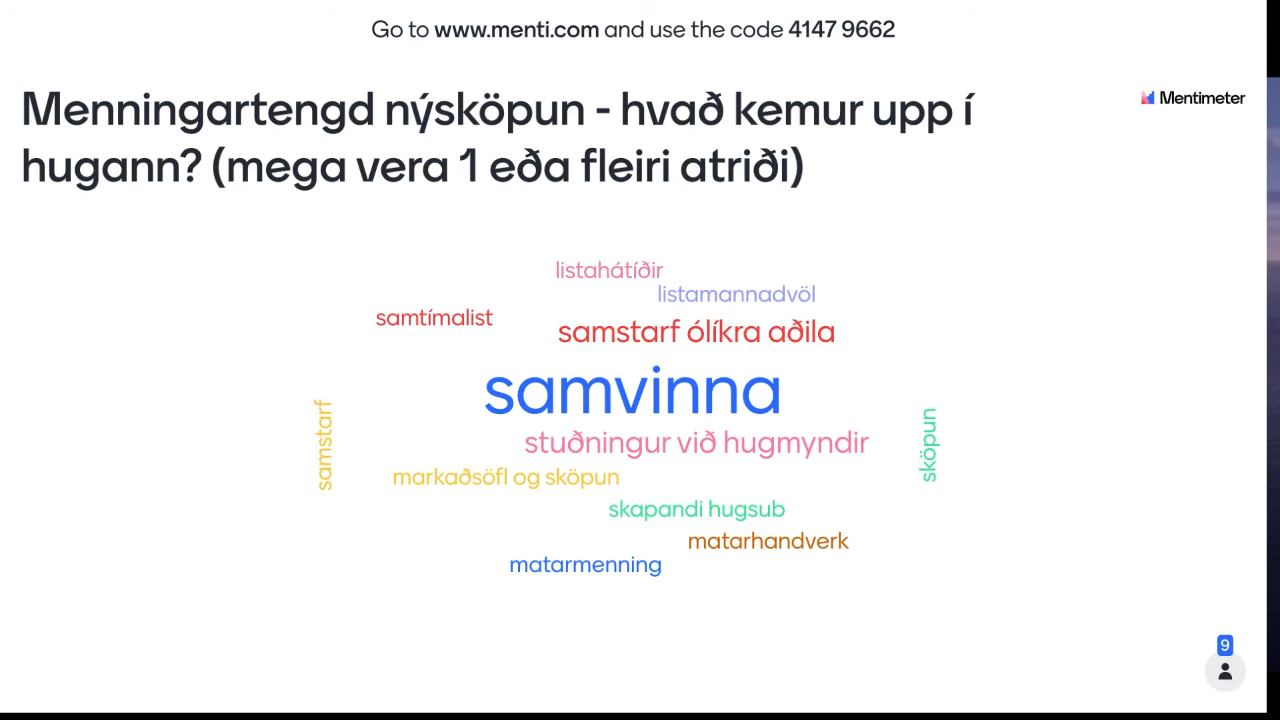 Go to www.menti.com and use the code 4147 9662
Menningartengd nýsköpun - hvað kemur upp í
hugann? (mega vera 1 eða fleiri atriði)
Mentimeter
listahátíðir
listamannadvöl
samtímalist
samstarf ólíkra aðila
samvinna
samstarf
sköpun
stuðningur við hugmyndir
markaðsöfl og sköpun
skapandi hugsub
matarhandverk
matarmenning
9